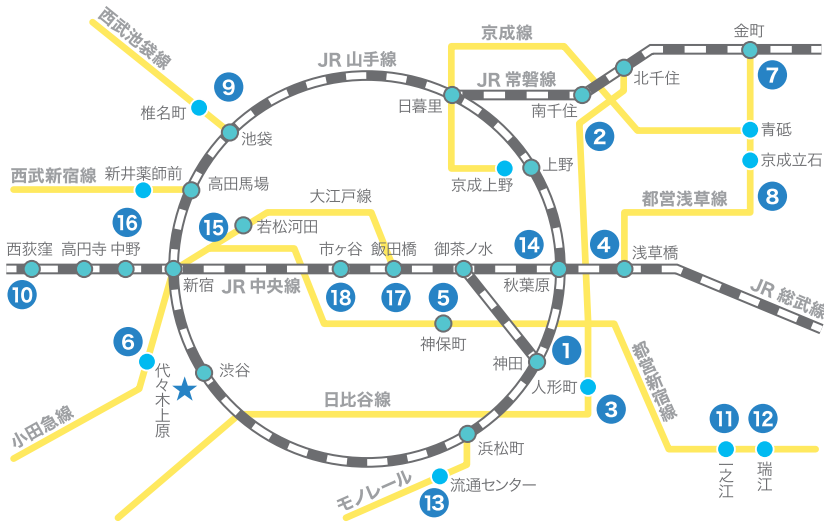 西武池袋線
京成線
金町
JR 山手線
JR 常磐線
北千住
7
9
日暮里
南千住
椎名町
池袋
2
青砥
上野
京成立石
西武新宿線
新井薬師前
高田馬場
京成上野
大江戸線
都営浅草線
8
16
15
若松河田
西荻窪
高円寺
中野
市ヶ谷
飯田橋
御茶ノ水
14
4
浅草橋
10
新宿
JR 中央線
18
17
5
秋葉原
JR 総武線
神保町
6
1
神田
代々木上原
渋谷
人形町
都営新宿線
小田急線
日比谷線
3
11
12
浜松町
一之江
瑞江
モノレール
13
流通センター